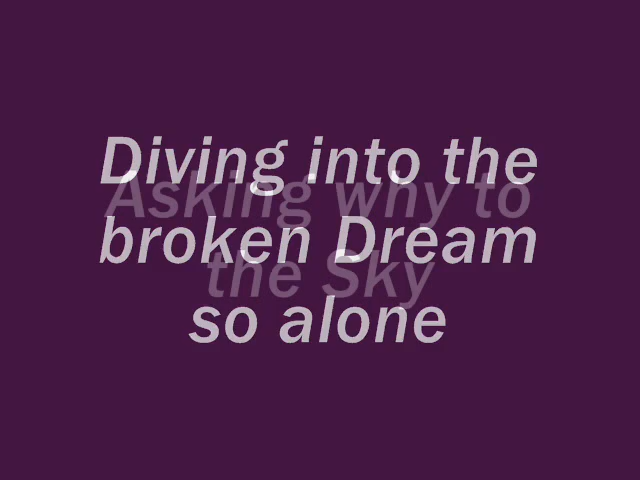 Diving into the
Asking why to
broken Dream
the Sky
so alone